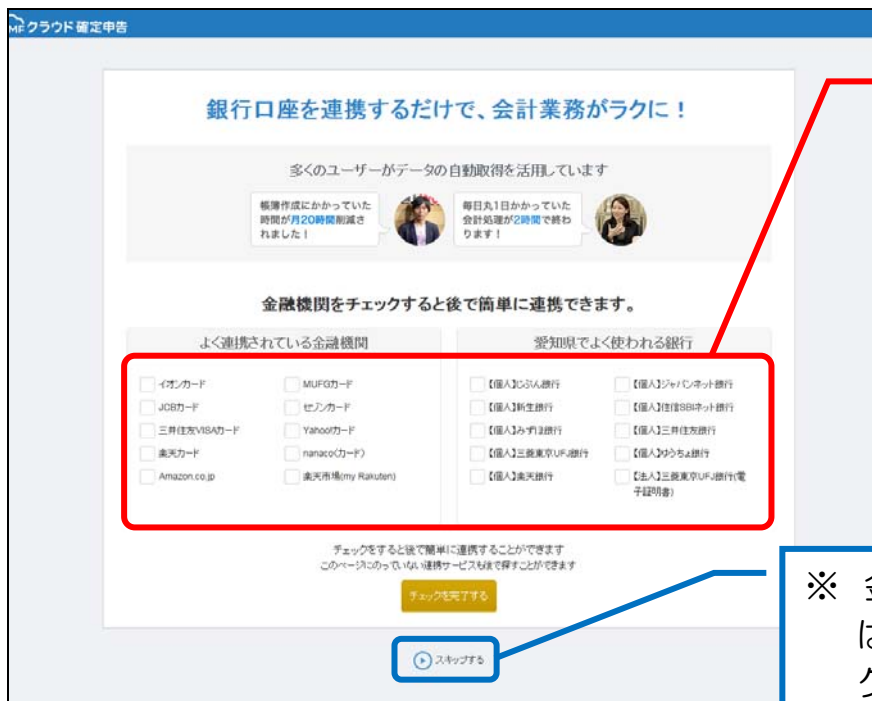 MFクラウド確定申告
銀行口座を連携するだけで、会計業務がラクに！
多くのユーザーがデータの自動取得を活用しています
帳簿作成にかかっていた
時間が月20時間削減さ
れました！
毎日丸1日かかっていた
会計処理が2時間で終わ
ります！
金融機関をチェックすると後で簡単に連携できます。
よく連携されている金融機関
愛知県でよく使われる銀行
イオンカード
MUFGカード
【個人】じぶん銀行
【個人】ジャパンネット銀行
JCBカード
セゾンカード
【個人】新生銀行
【個人】住信SBIネット銀行
三井住友VISAカード
Yahoo!カード
【個人】みずほ銀行
【個人】三井住友銀行
楽天カード
nanaco(カード)
【個人】三菱東京UFJ銀行
【個人】ゆうちょ銀行
Amazon.co.jp
楽天市場(my Rakuten)
【個人】楽天銀行
【法人】三菱東京UFJ銀行(電
子証明書)
チェックをすると後で簡単に連携することができます
このページにのっていない連携サービスも後で探すことができます
チェックを完了する
スキップする
※ 金
は
ク